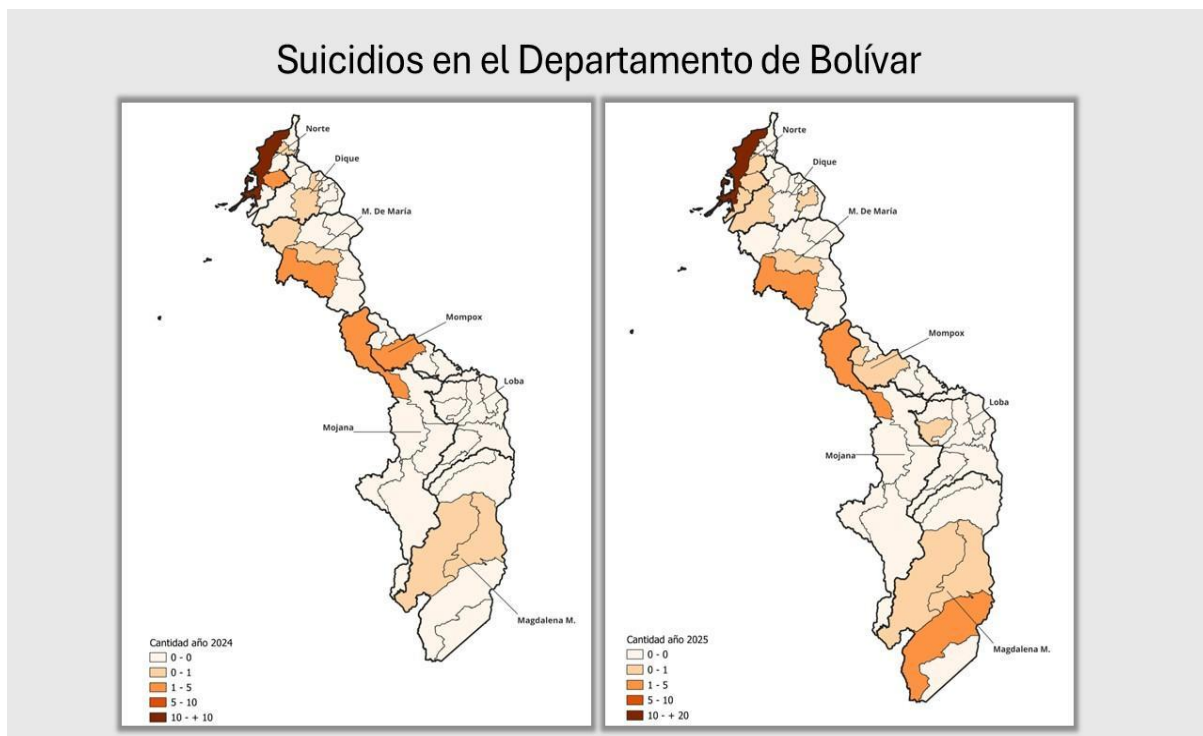 Suicidios en el Departamento de Bolívar
Norte
Dique
M. De María
Mompox
Loba
Mojana
Magdalena M.
Cantidad año 2024
0 - 0
0 - 1
1 - 5
5 - 10
10 - + 10
Norte
Dique
M. De María
Mompox
Loba
Mojana
Magdalena M.
Cantidad año 2025
0 - 0
0 - 1
1 - 5
5 - 10
10 - + 20